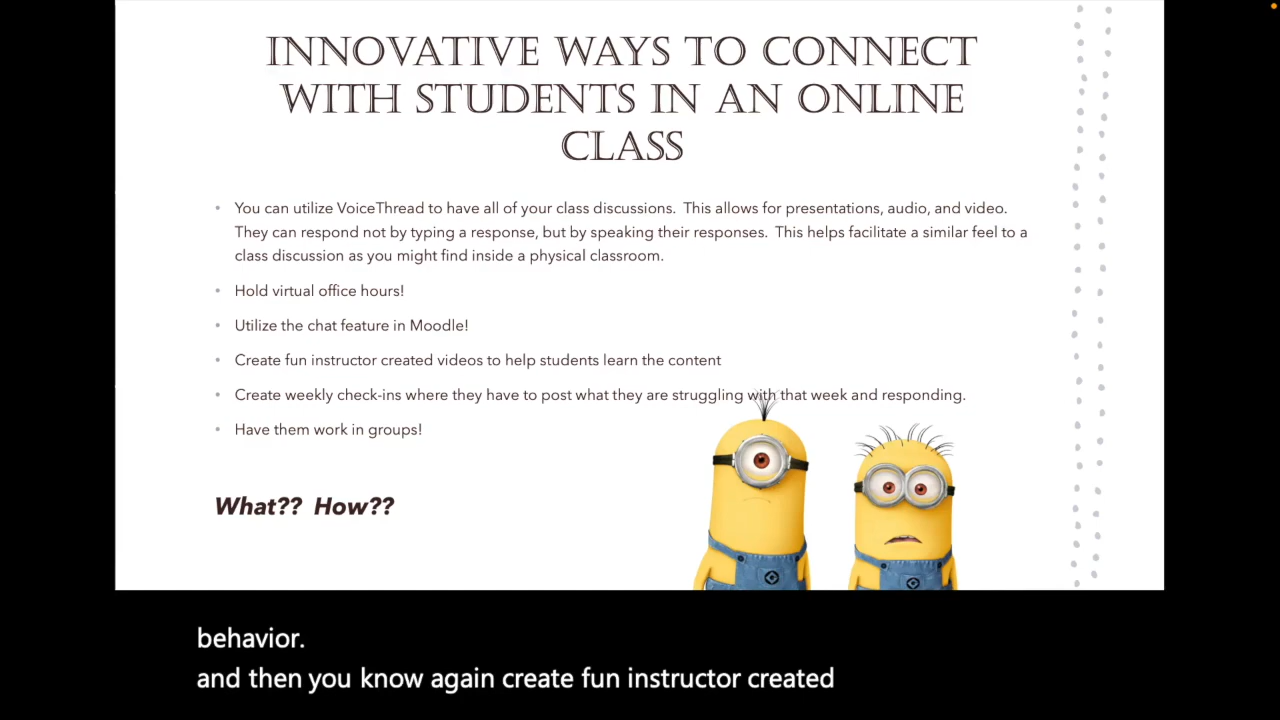 INNOVATIVE WAYS TO CONNECT
WITH STUDENTS IN AN ONLINE
CLASS
• You can utilize VoiceThread to have all of your class discussions.  This allows for presentations, audio, and video.
They can respond not by typing a response, but by speaking their responses.  This helps facilitate a similar feel to a
class discussion as you might find inside a physical classroom.
• Hold virtual office hours!
• Utilize the chat feature in Moodle!
• Create fun instructor created videos to help students learn the content
• Create weekly check-ins where they have to post what they are struggling with that week and responding.
• Have them work in groups!
What??  How??
behavior.
and then you know again create fun instructor created